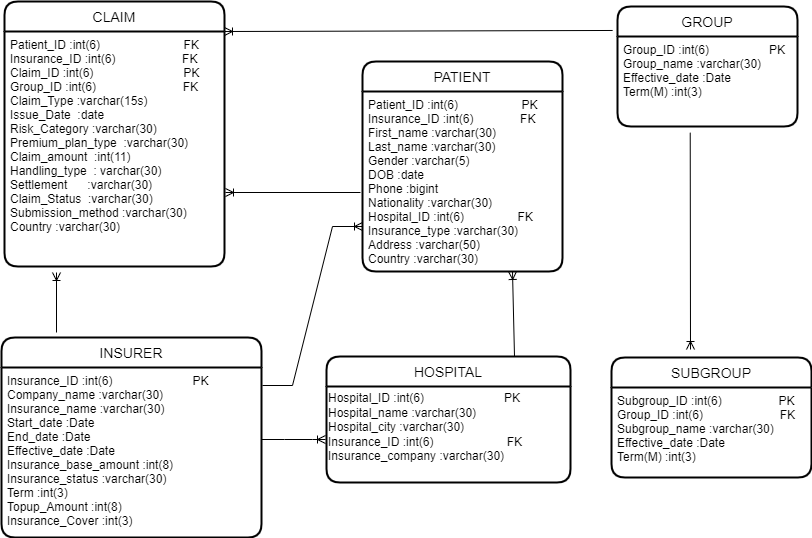 CLAIM
Patient_ID :int(6) FK
Insurance_ID :int(6) FK
Claim_ID :int(6) PK
Group_ID :int(6) FK
Claim_Type :varchar(15s)
Issue_Date :date
Risk_Category :varchar(30)
Premium_plan_type :varchar(30)
Claim_amount :int(11)
Handling_type : varchar(30)
Settlement :varchar(30)
Claim_Status :varchar(30)
Submission_method :varchar(30)
Country :varchar(30)
PATIENT
Patient_ID :int(6) PK
Insurance_ID :int(6) FK
First_name :varchar(30)
Last_name :varchar(30)
Gender :varchar(5)
DOB :date
Phone :bigint
Nationality :varchar(30)
Hospital_ID :int(6) FK
Insurance_type :varchar(30)
Address :varchar(50)
Country :varchar(30)
GROUP
Group_ID :int(6) PK
Group_name :varchar(30)
Effective_date :Date
Term(M) :int(3)
INSURER
Insurance_ID :int(6) PK
Company_name :varchar(30)
Insurance_name :varchar(30)
Start_date :Date
End_date :Date
Effective_date :Date
Insurance_base_amount :int(8)
Insurance_status :varchar(30)
Term :int(3)
Topup_Amount :int(8)
Insurance_Cover :int(3)
HOSPITAL
Hospital_ID :int(6) PK
Hospital_name :varchar(30)
Hospital_city :varchar(30)
Insurance_ID :int(6) FK
Insurance_company :varchar(30)
SUBGROUP
Subgroup_ID :int(6) PK
Group_ID :int(6) FK
Subgroup_name :varchar(30)
Effective_date :Date
Term(M) :int(3)